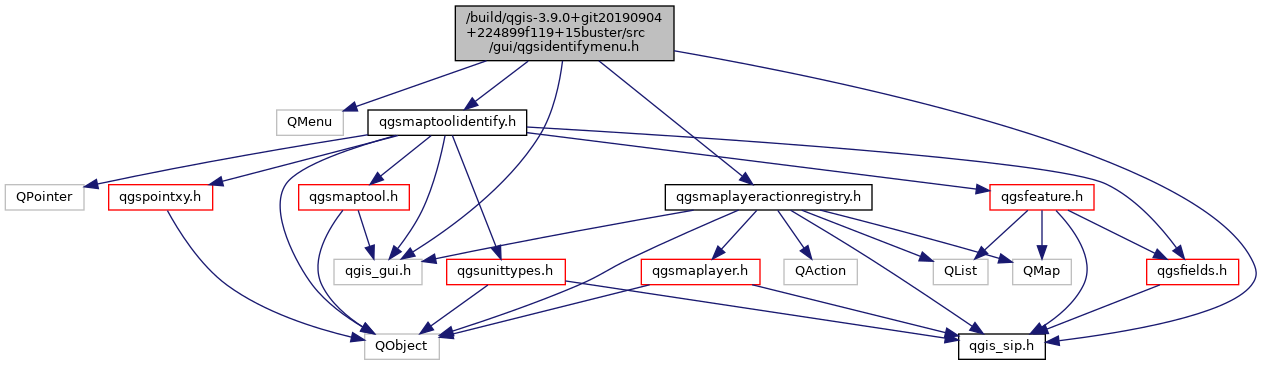 /build/qgis-3.9.0+git20190904
+224899f119+15buster/src
/gui/qgsidentifymenu.h
QMenu
qgsmaptoolidentify.h
QPointer
qgspointxy.h
qgsmaptool.h
qgsmaplayeractionregistry.h
qgsfeature.h
qgis_gui.h
qgsunittypes.h
qgsmaplayer.h
QAction
QList
QMap
qgsfields.h
QObject
qgis_sip.h